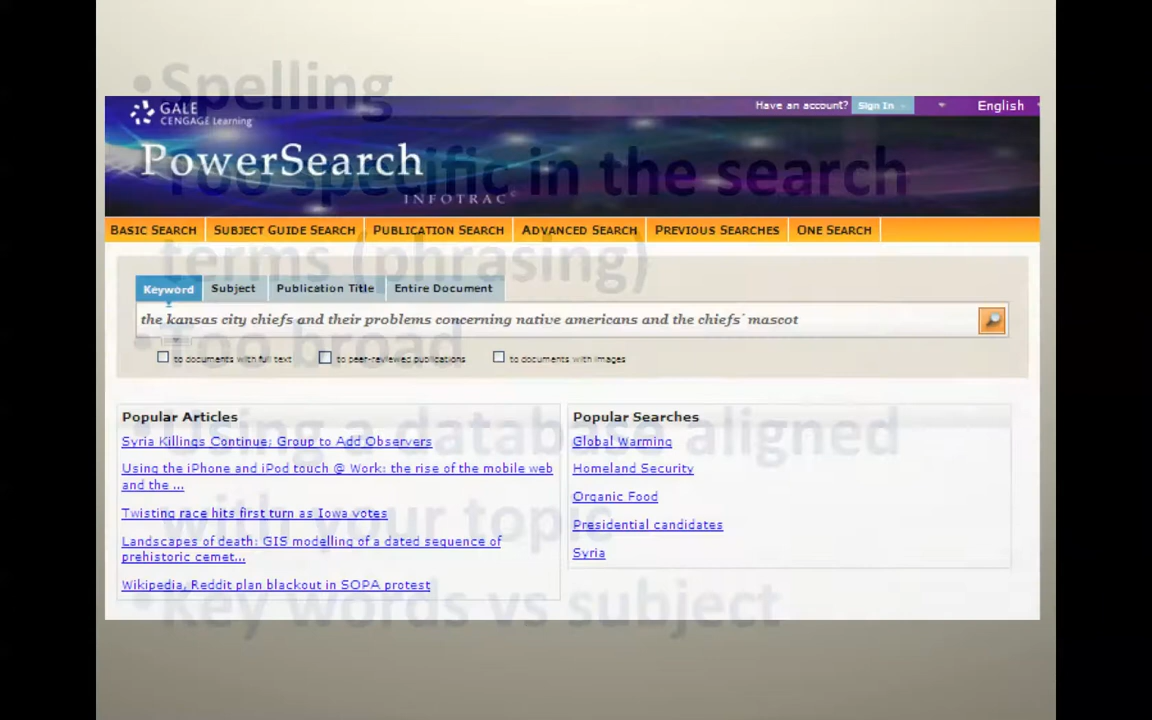 • Spelling
GALE
CENGAGE Learning
Have an account? Sign In English
PowerSearch
INFOTRAC
Too specific in the search
BASIC SEARCH SUBJECT GUIDE SEARCH PUBLICATION SEARCH ADVANCED SEARCH PREVIOUS SEARCHES ONE SEARCH
terms (phrasing)
Keyword Subject Publication Title Entire Document
the kansas city chiefs and their problems concerning native americans and the chiefs' mascot
• Too broad
to documents with full text to peer-reviewed publications to documents with images
Popular Articles
Syria Killings Continue; Group to Add Observers
Using the iPhone and iPod touch @ Work: the rise of the mobile web
and the ...
Twisting race hits first turn as Iowa votes
Landscapes of death: GIS modelling of a dated sequence of
prehistoric cemet...
Wikipedia, Reddit plan blackout in SOPA protest
Popular Searches
Global Warming
Homeland Security
Organic Food
Presidential candidates
Syria
• Using a database aligned
with your topic
• Key words vs subject